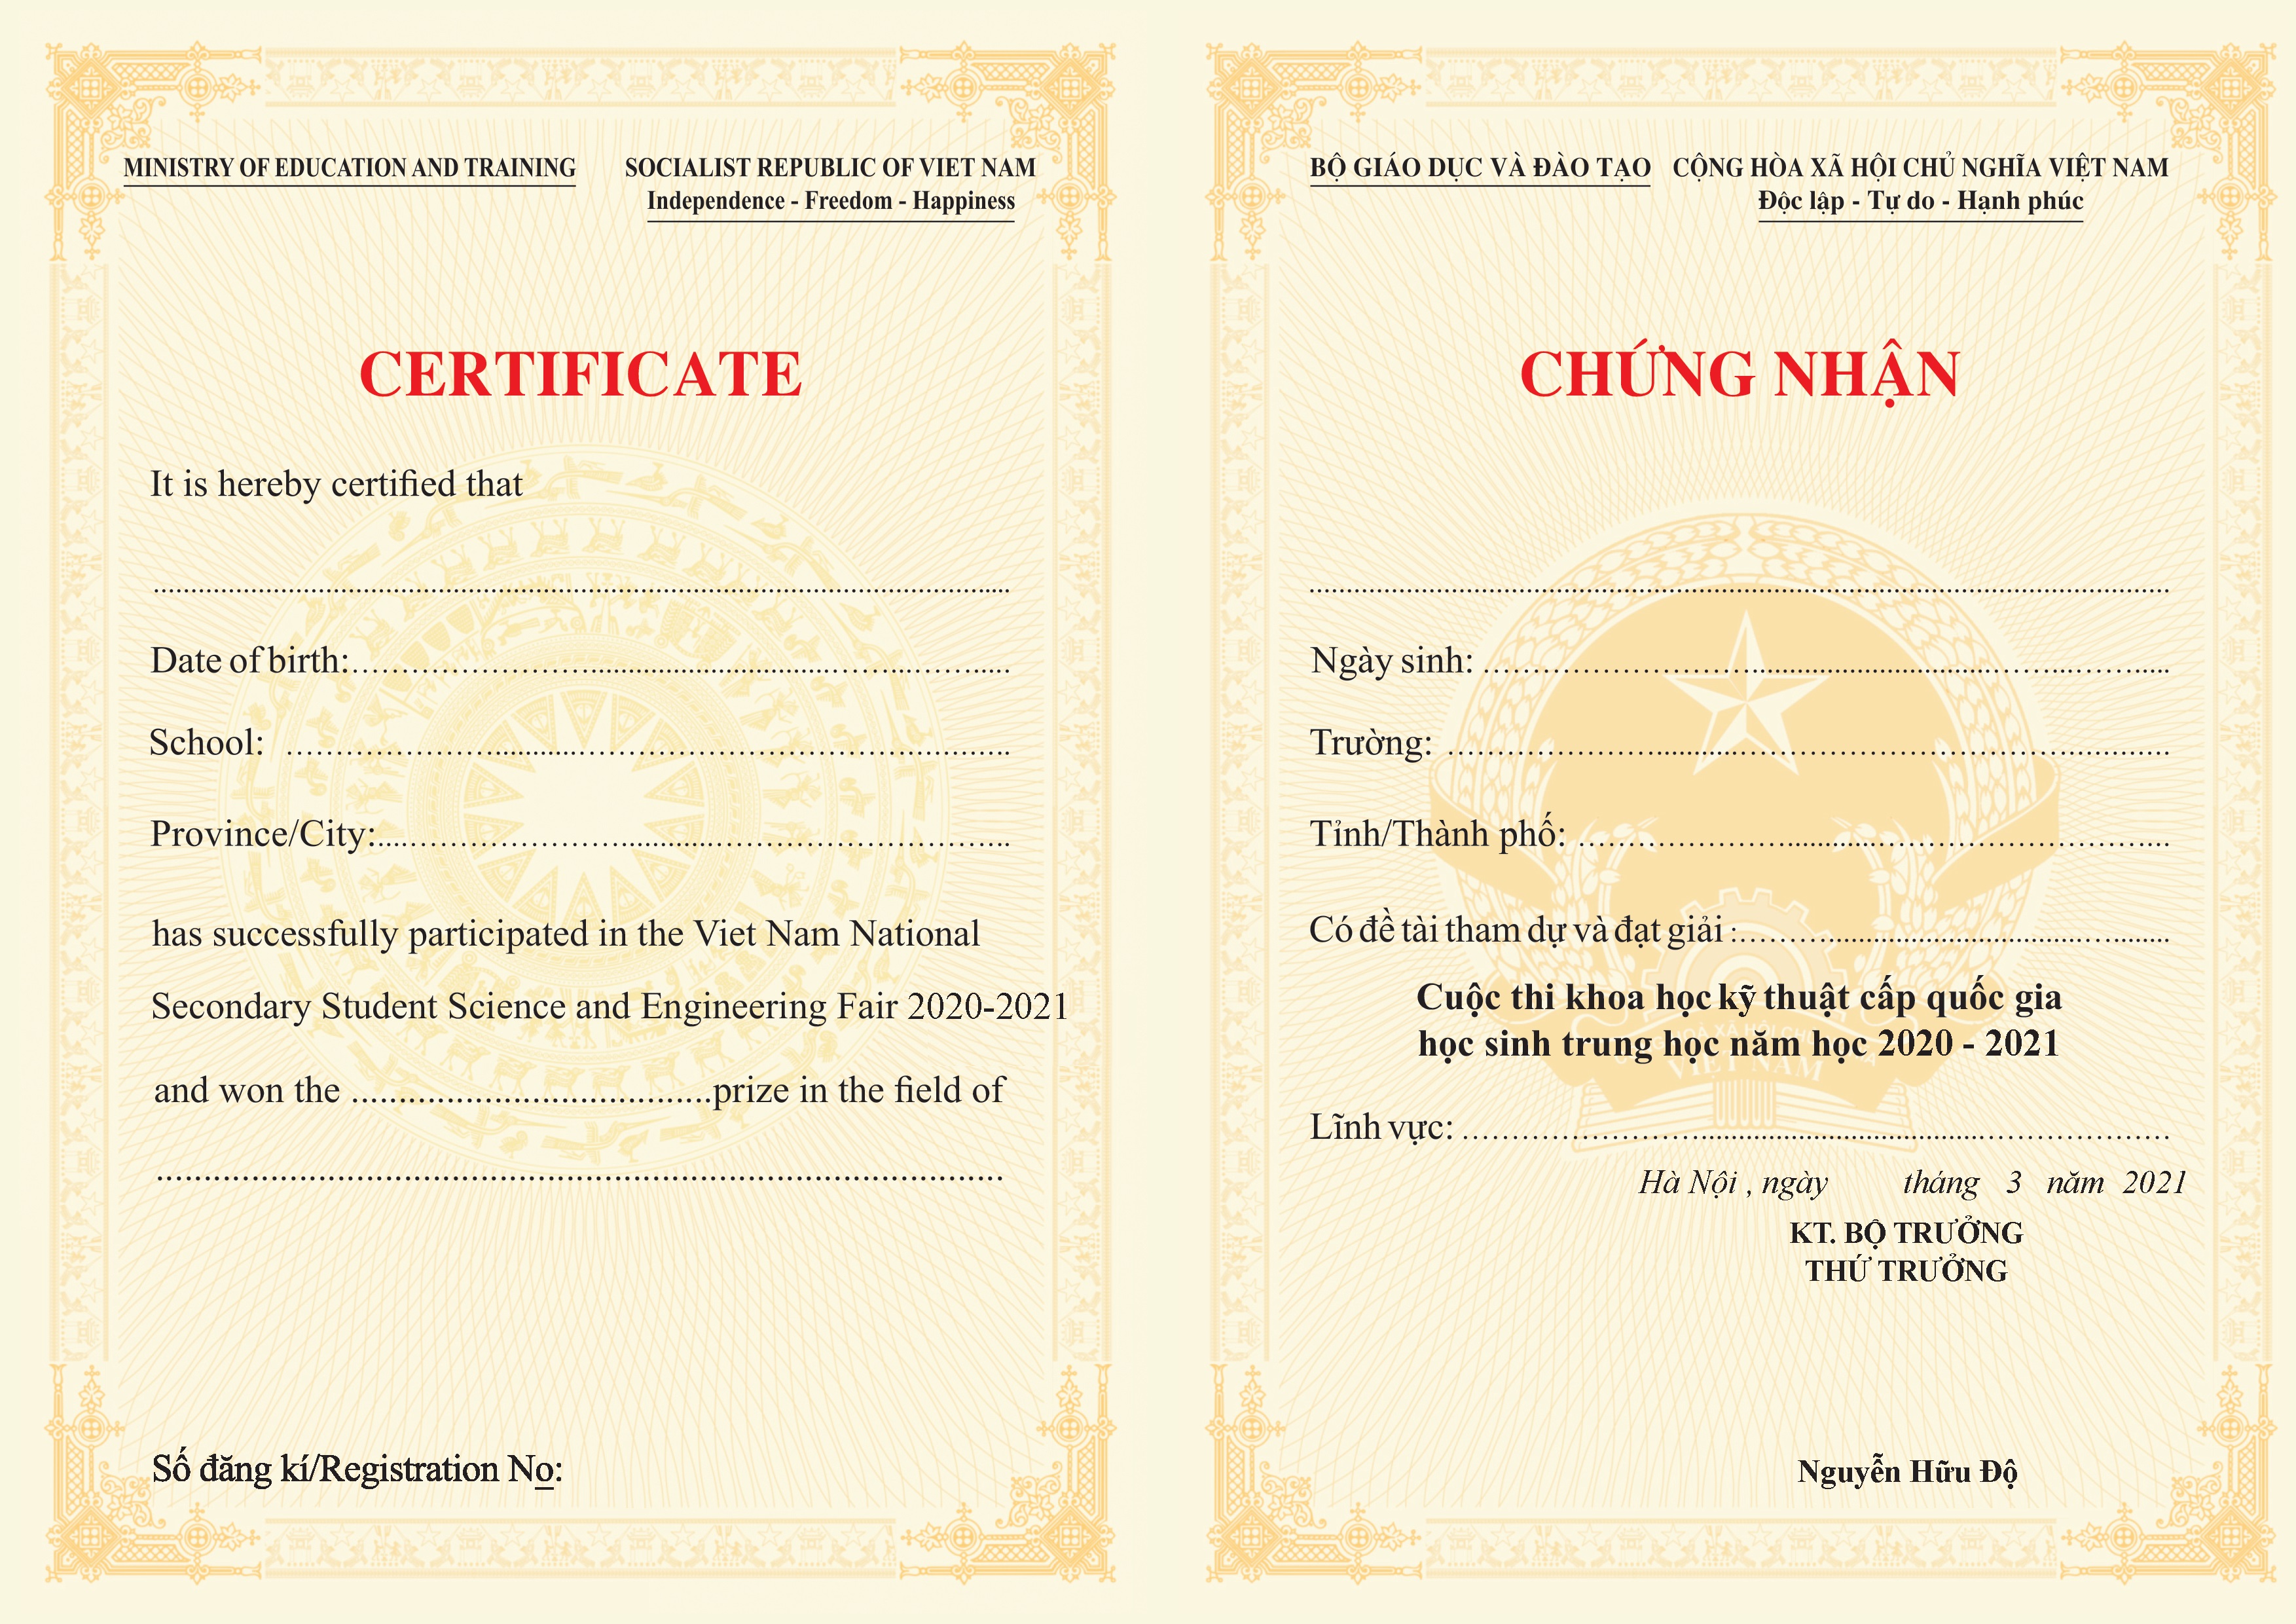 MINISTRY OF EDUCATION AND TRAINING
SOCIALIST REPUBLIC OF VIET NAM
Independence - Freedom - Happiness
CERTIFICATE
It is hereby certified that
Date of birth:
School:
Province/City:
has successfully participated in the Viet Nam National
Secondary Student Science and Engineering Fair 2020-2021
and won the ......................................prize in the field of
Số đăng kí/Registration No:
BỘ GIÁO DỤC VÀ ĐÀO TẠO
CỘNG HÒA XÃ HỘI CHỦ NGHĨA VIỆT NAM
Độc lập - Tự do - Hạnh phúc
CHỨNG NHẬN
Ngày sinh:
Trường:
Tỉnh/Thành phố:
Có đề tài tham dự và đạt giải :
Cuộc thi khoa học kỹ thuật cấp quốc gia
học sinh trung học năm học 2020 - 2021
VIỆT NAM
Lĩnh vực:
Hà Nội , ngày tháng 3 năm 2021
KT. BỘ TRƯỞNG
THỨ TRƯỞNG
Nguyễn Hữu Độ